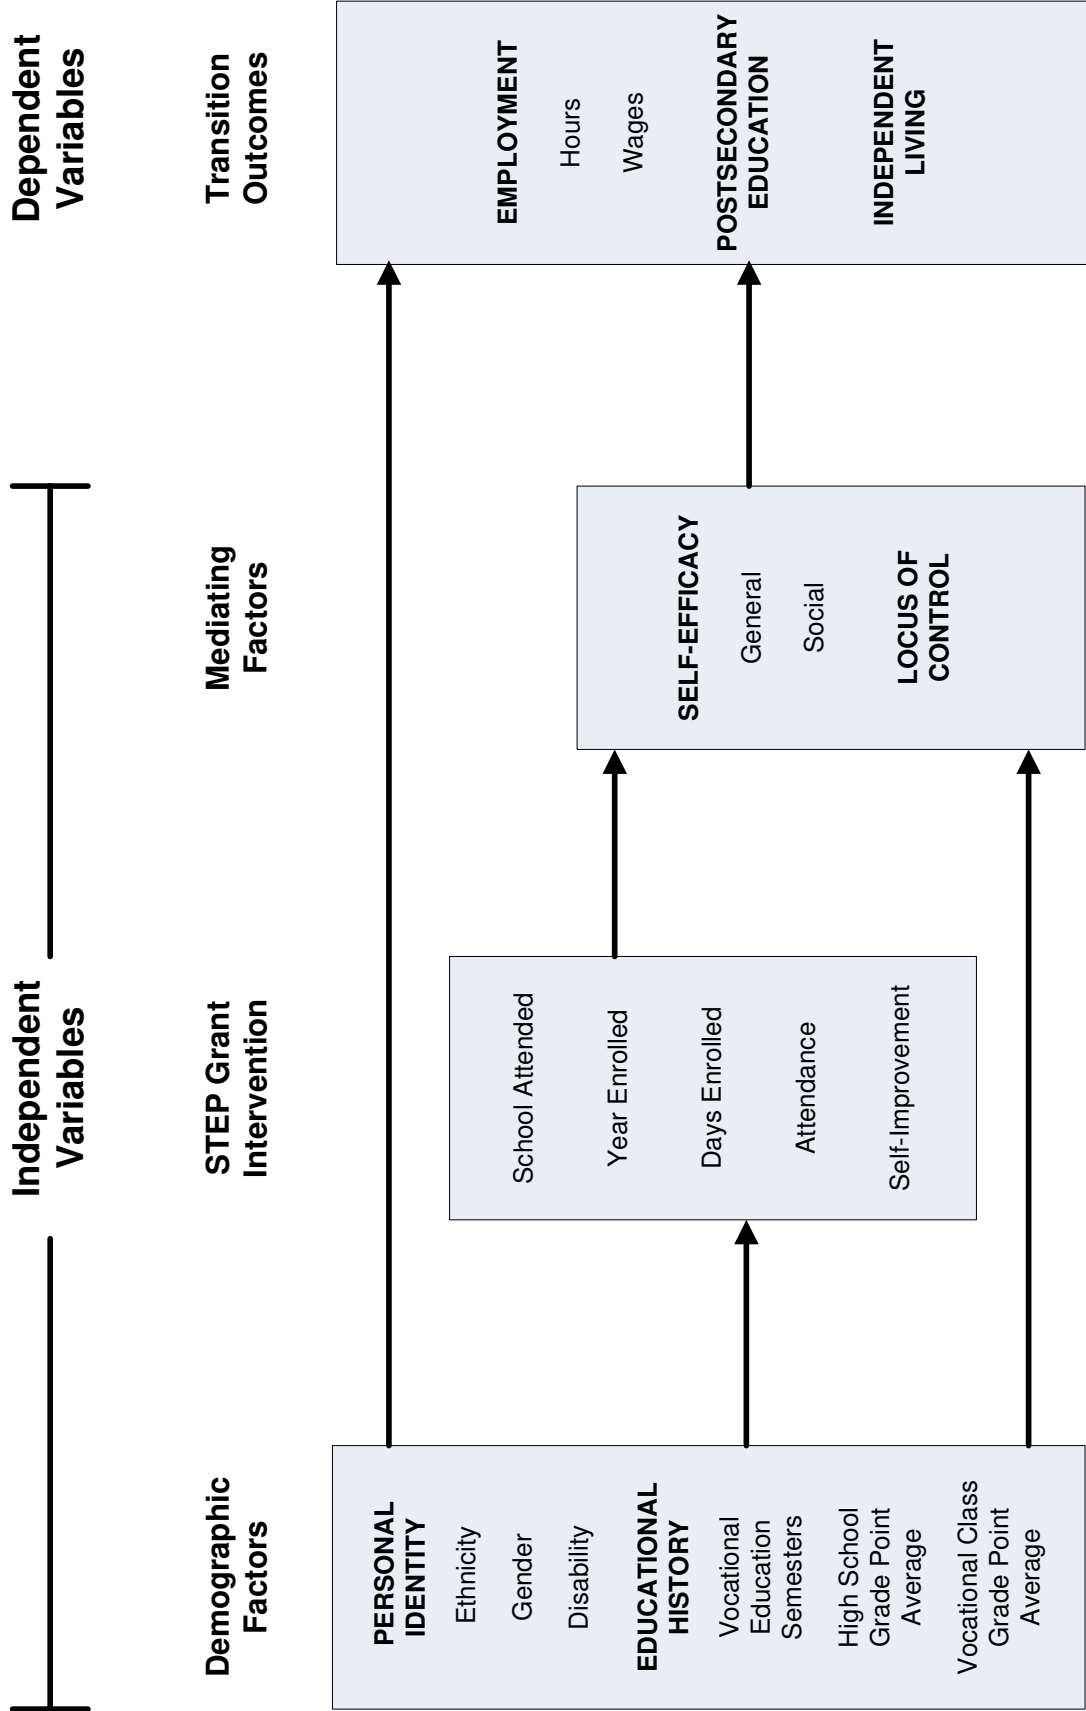 Independent
Variables
Dependent
Variables
Demographic
Factors
STEP Grant
Intervention
Mediating
Factors
Transition
Outcomes
PERSONAL
IDENTITY
Ethnicity
Gender
Disability
EDUCATIONAL
HISTORY
Vocational
Education
Semesters
High School
Grade Point
Average
Vocational Class
Grade Point
Average
School Attended
Year Enrolled
Days Enrolled
Attendance
Self-Improvement
SELF-EFFICACY
General
Social
LOCUS OF
CONTROL
EMPLOYMENT
Hours
Wages
POSTSECONDARY
EDUCATION
INDEPENDENT
LIVING